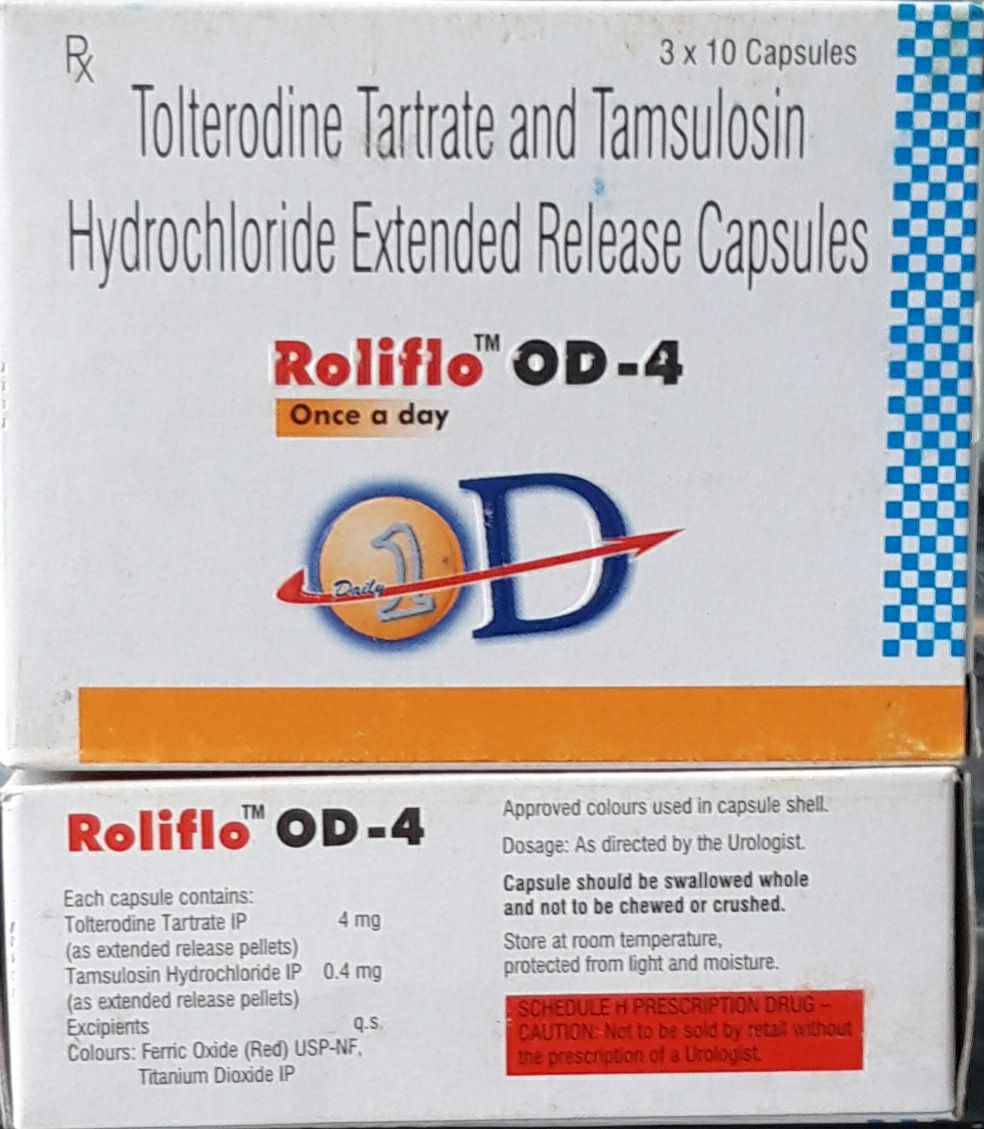 Rx
3 x 10 Capsules
Tolterodine Tartrate and Tamsulosin
Hydrochloride Extended Release Capsules
Roliflo™ OD-4
Once a day
1 D
Daily
Roliflo™ OD-4
Each capsule contains:
Tolterodine Tartrate IP 4 mg
(as extended release pellets)
Tamsulosin Hydrochloride IP 0.4 mg
(as extended release pellets)
Excipients q.s.
Colours: Ferric Oxide (Red) USP-NF,
Titanium Dioxide IP
Approved colours used in capsule shell.
Dosage: As directed by the Urologist.
Capsule should be swallowed whole
and not to be chewed or crushed.
Store at room temperature,
protected from light and moisture.
SCHEDULE H PRESCRIPTION DRUG –
CAUTION: Not to be sold by retail without
the prescription of a Urologist.